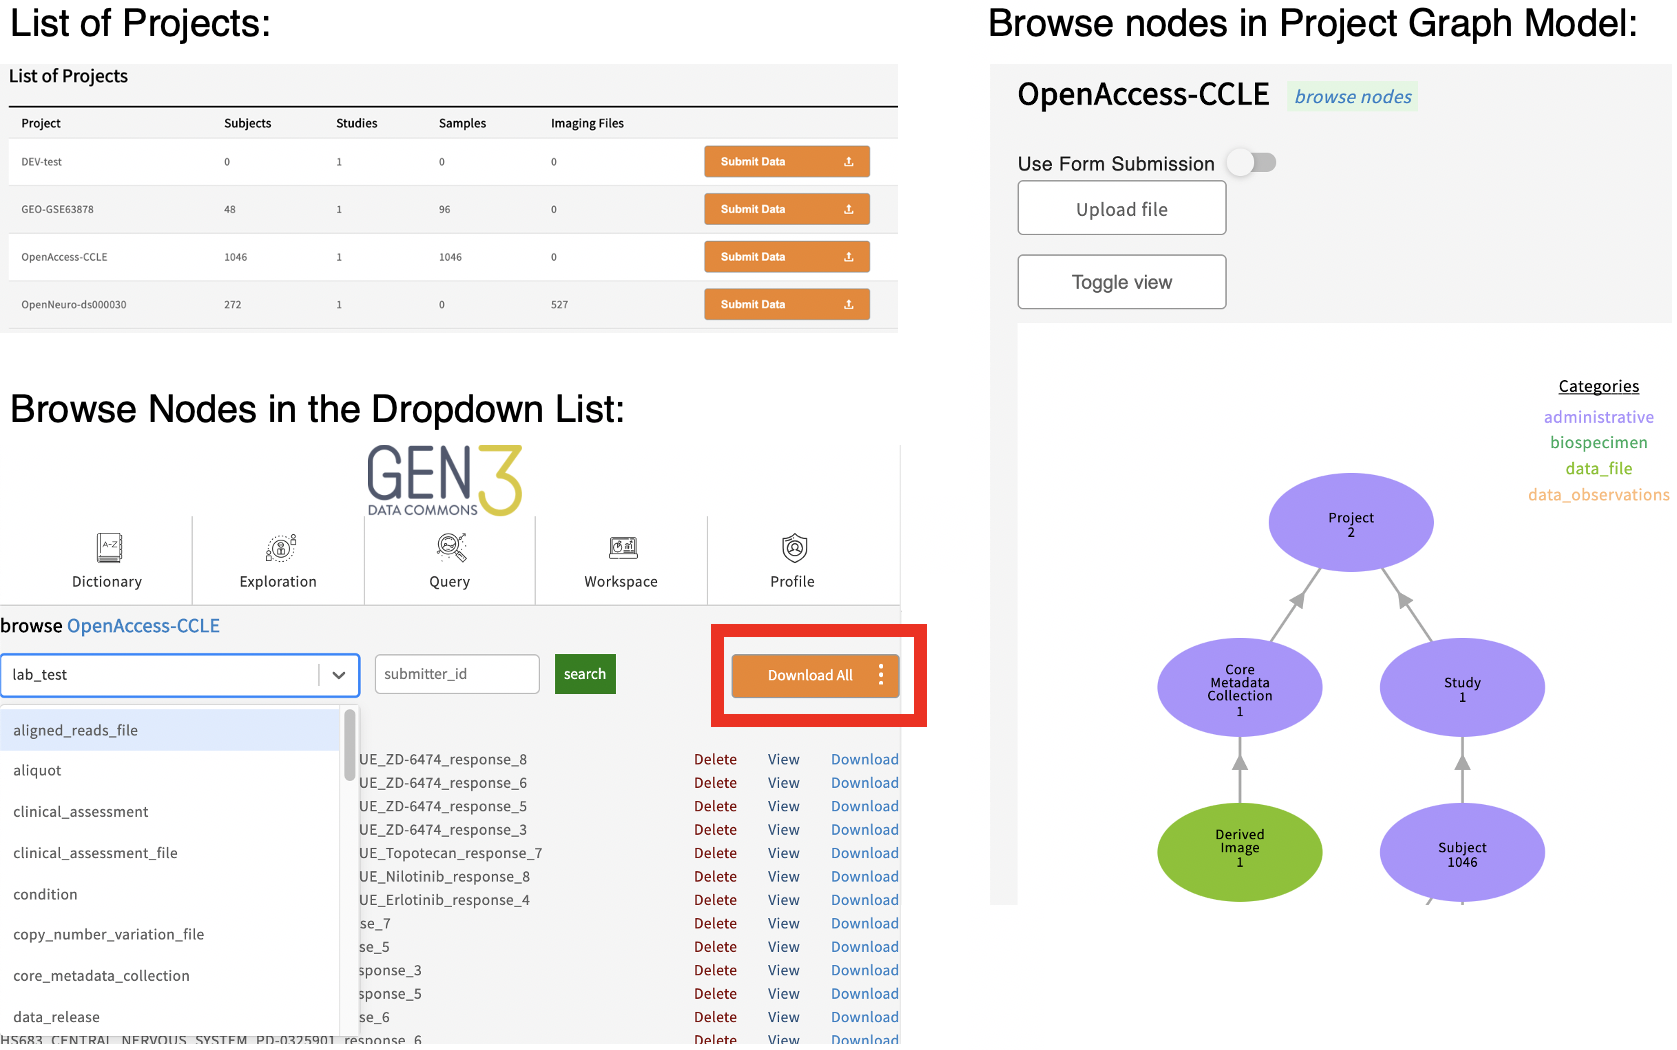 List of Projects:
List of Projects
Project Subjects Studies Samples Imaging Files
DEV-test 0 1 0 0 Submit Data
GEO-GSE63878 48 1 96 0 Submit Data
OpenAccess-CCLE 1046 1 1046 0 Submit Data
OpenNeuro-ds000030 272 1 0 527 Submit Data
Browse Nodes in the Dropdown List:
GEN3
DATA COMMONS
A-Z
Dictionary Exploration Query Workspace Profile
browse OpenAccess-CCLE
lab_test submitter_id search Download All
aligned_reads_file
aliquot
clinical_assessment
clinical_assessment_file
condition
copy_number_variation_file
core_metadata_collection
data_release
UE_ZD-6474_response_8 Delete View Download
UE_ZD-6474_response_6 Delete View Download
UE_ZD-6474_response_5 Delete View Download
UE_ZD-6474_response_3 Delete View Download
UE_Topotecan_response_7 Delete View Download
UE_Nilotinib_response_8 Delete View Download
UE_Erlotinib_response_4 Delete View Download
se_7 Delete View Download
se_5 Delete View Download
sponse_3 Delete View Download
sponse_5 Delete View Download
se_6 Delete View Download
HS683_CENTRAL_NERVOUS_SYSTEM_PD-0325901_response_6 Delete View Download
Browse nodes in Project Graph Model:
OpenAccess-CCLE browse nodes
Use Form Submission
Upload file
Toggle view
Categories
administrative
biospecimen
data_file
data_observations
Project
2
Core
Metadata
Collection
1
Study
1
Derived
Image
1
Subject
1046